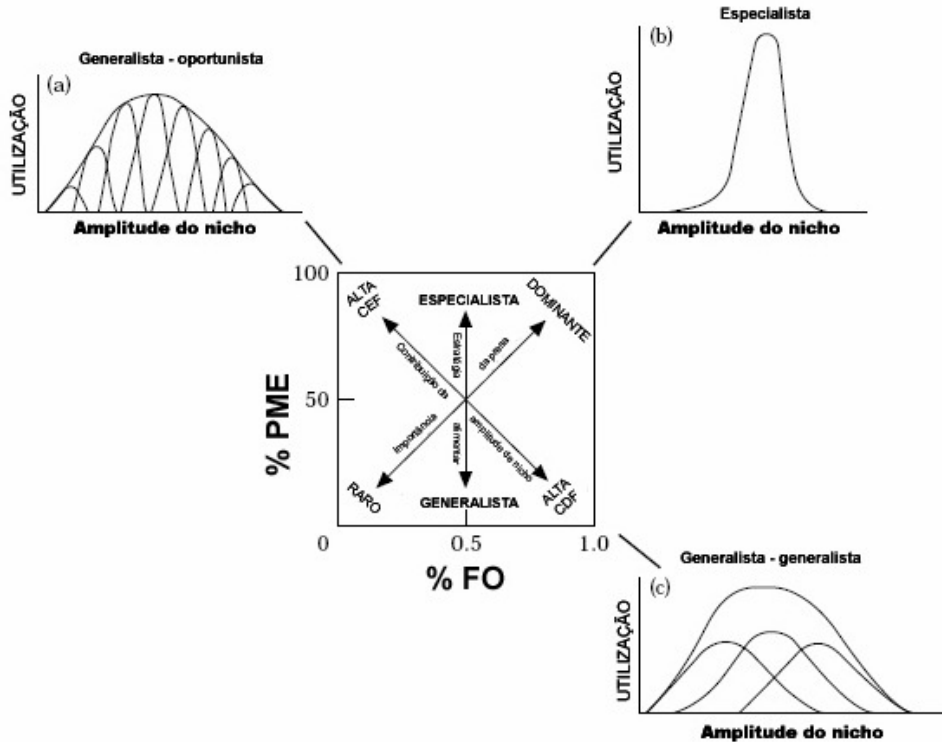 Generalista - oportunista
(a)
UTILIZAÇÃO
Amplitude do nicho
Especialista
(b)
UTILIZAÇÃO
Amplitude do nicho
100
50
0
0.5
1.0
% PME
% FO
ALTA
CEF
ESPECIALISTA
DOMINANTE
Contribuição da
Estratégia
da presa
Importância
alimentar
amplitude de nicho
RARO
GENERALISTA
ALTA
CDF
Generalista - generalista
(c)
UTILIZAÇÃO
Amplitude do nicho